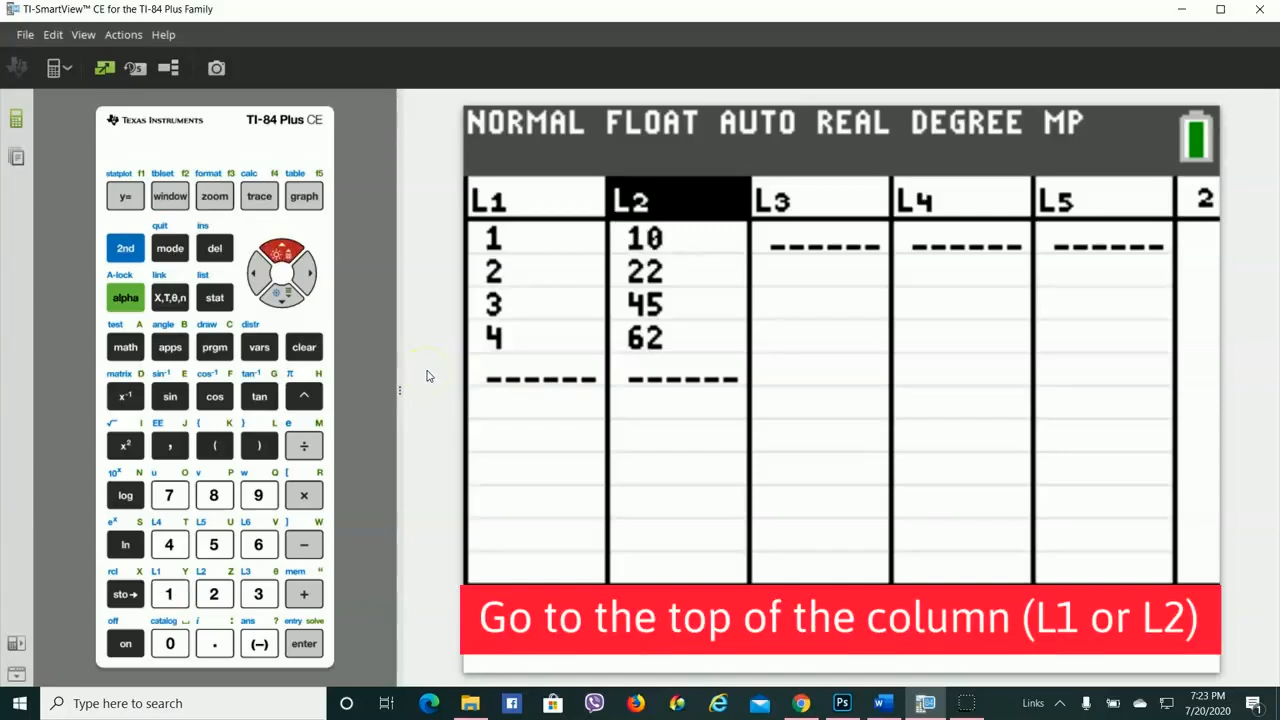 TI-SmartView™ CE for the TI-84 Plus Family
File Edit View Actions Help
TEXAS INSTRUMENTS TI-84 Plus CE
statplot f1 tblset f2 format f3 calc f4 table f5
y= window zoom trace graph
quit ins
2nd mode del
A-lock link list
alpha X,T,θ,n stat
test A angle B draw C distr
math apps prgm vars clear
matrix D sin⁻¹ E cos⁻¹ F tan⁻¹ G π H
x⁻¹ sin cos tan ^
√ I EE J { K } L e M
x² , ( ) ÷
10ˣ N u O v P w Q [ R
log 7 8 9 ×
eˣ S L4 T L5 U L6 V ] W
ln 4 5 6 −
rcl X L1 Y L2 Z L3 θ mem "
sto→ 1 2 3 +
off catalog ⎵ i : ans ? entry solve
on 0 . (−) enter
NORMAL FLOAT AUTO REAL DEGREE MP
L1 L2 L3 L4 L5 2
1 10 ------ ------ ------
2 22
3 45
4 62
------ ------
Go to the top of the column (L1 or L2)
Type here to search
Links
7:23 PM
7/20/2020
1